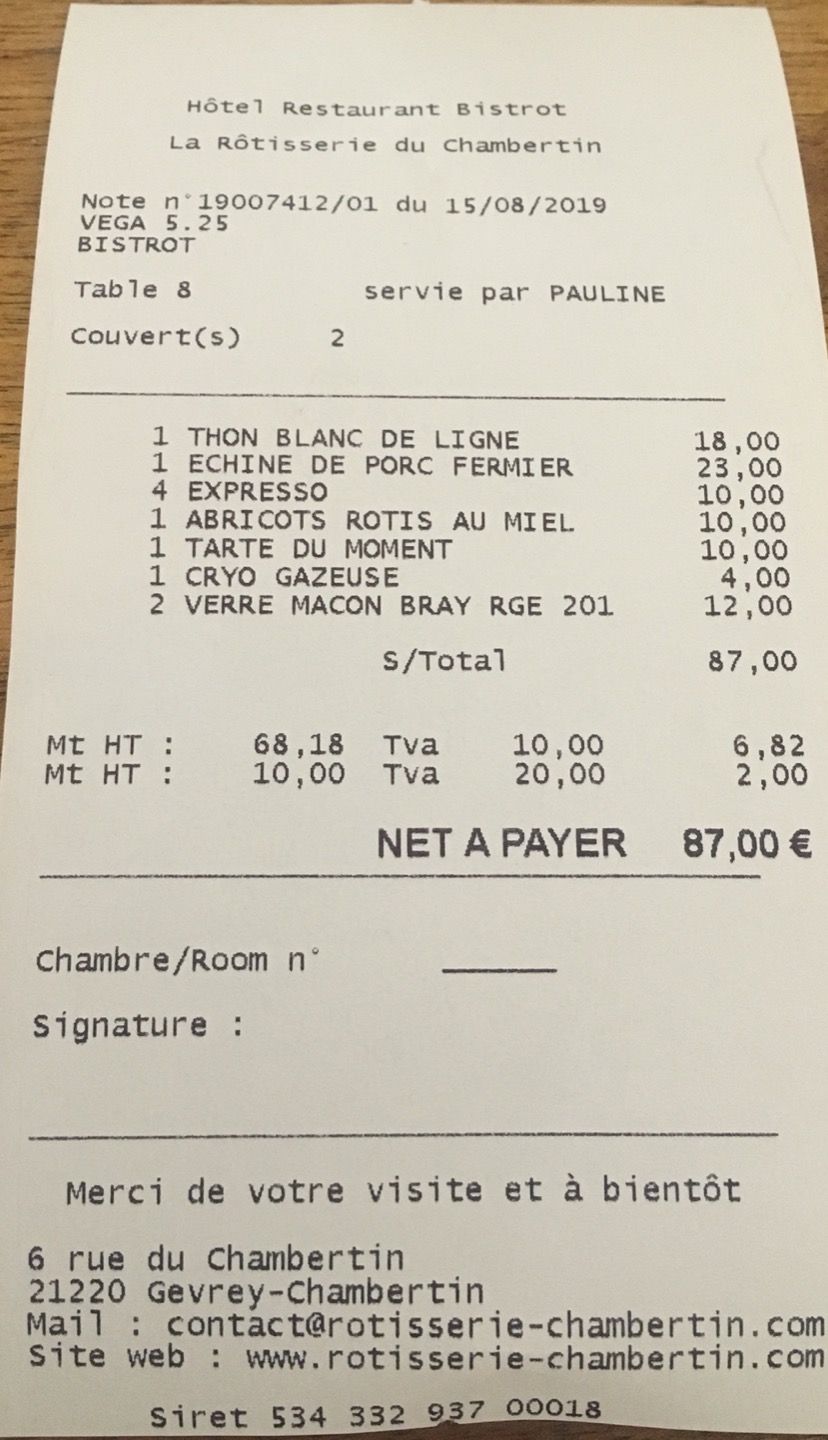 Hôtel Restaurant Bistrot
La Rôtisserie du Chambertin
Note n°19007412/01 du 15/08/2019
VEGA 5.25
BISTROT
Table 8 servie par PAULINE
Couvert(s) 2
1 THON BLANC DE LIGNE 18,00
1 ECHINE DE PORC FERMIER 23,00
4 EXPRESSO 10,00
1 ABRICOTS ROTIS AU MIEL 10,00
1 TARTE DU MOMENT 10,00
1 CRYO GAZEUSE 4,00
2 VERRE MACON BRAY RGE 201 12,00
S/Total 87,00
Mt HT : 68,18 Tva 10,00 6,82
Mt HT : 10,00 Tva 20,00 2,00
NET A PAYER 87,00 €
Chambre/Room n°
Signature :
Merci de votre visite et à bientôt
6 rue du Chambertin
21220 Gevrey-Chambertin
Mail : contact@rotisserie-chambertin.com
Site web : www.rotisserie-chambertin.com
Siret 534 332 937 00018